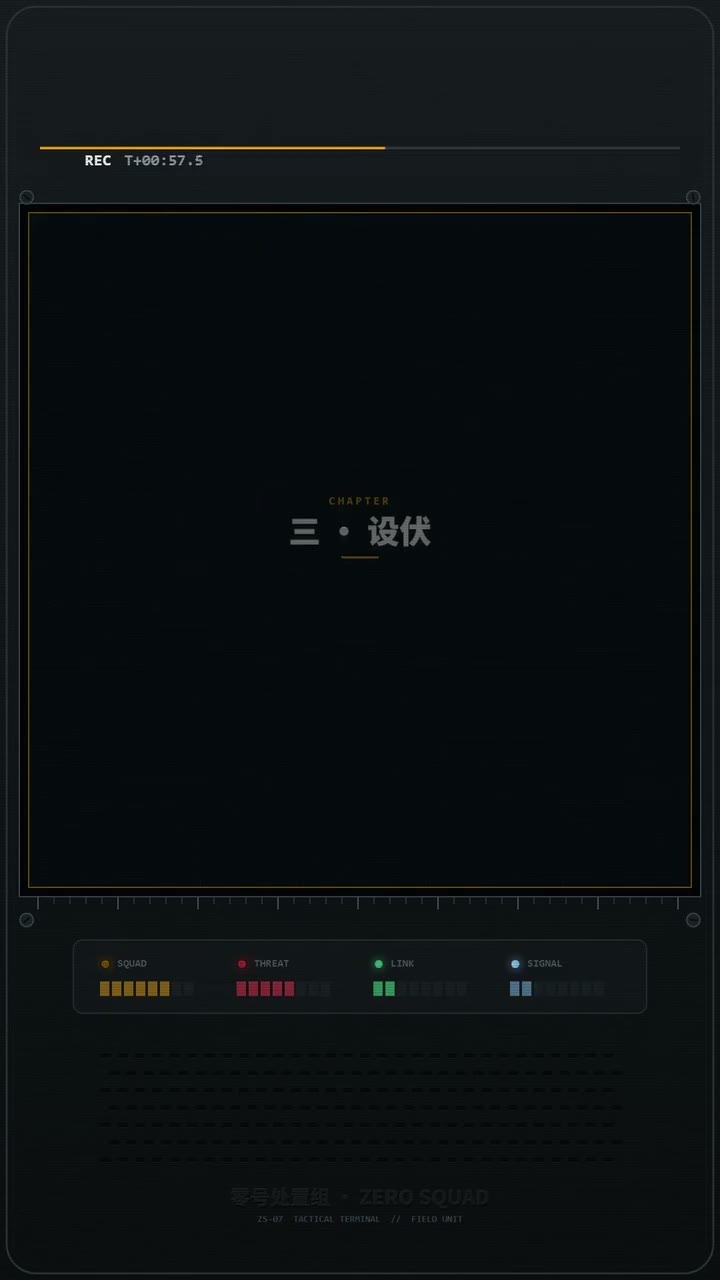 REC T+00:57.5
CHAPTER
三 · 设伏
SQUAD THREAT LINK SIGNAL
零号处置组 · ZERO SQUAD
ZS-07 TACTICAL TERMINAL // FIELD UNIT